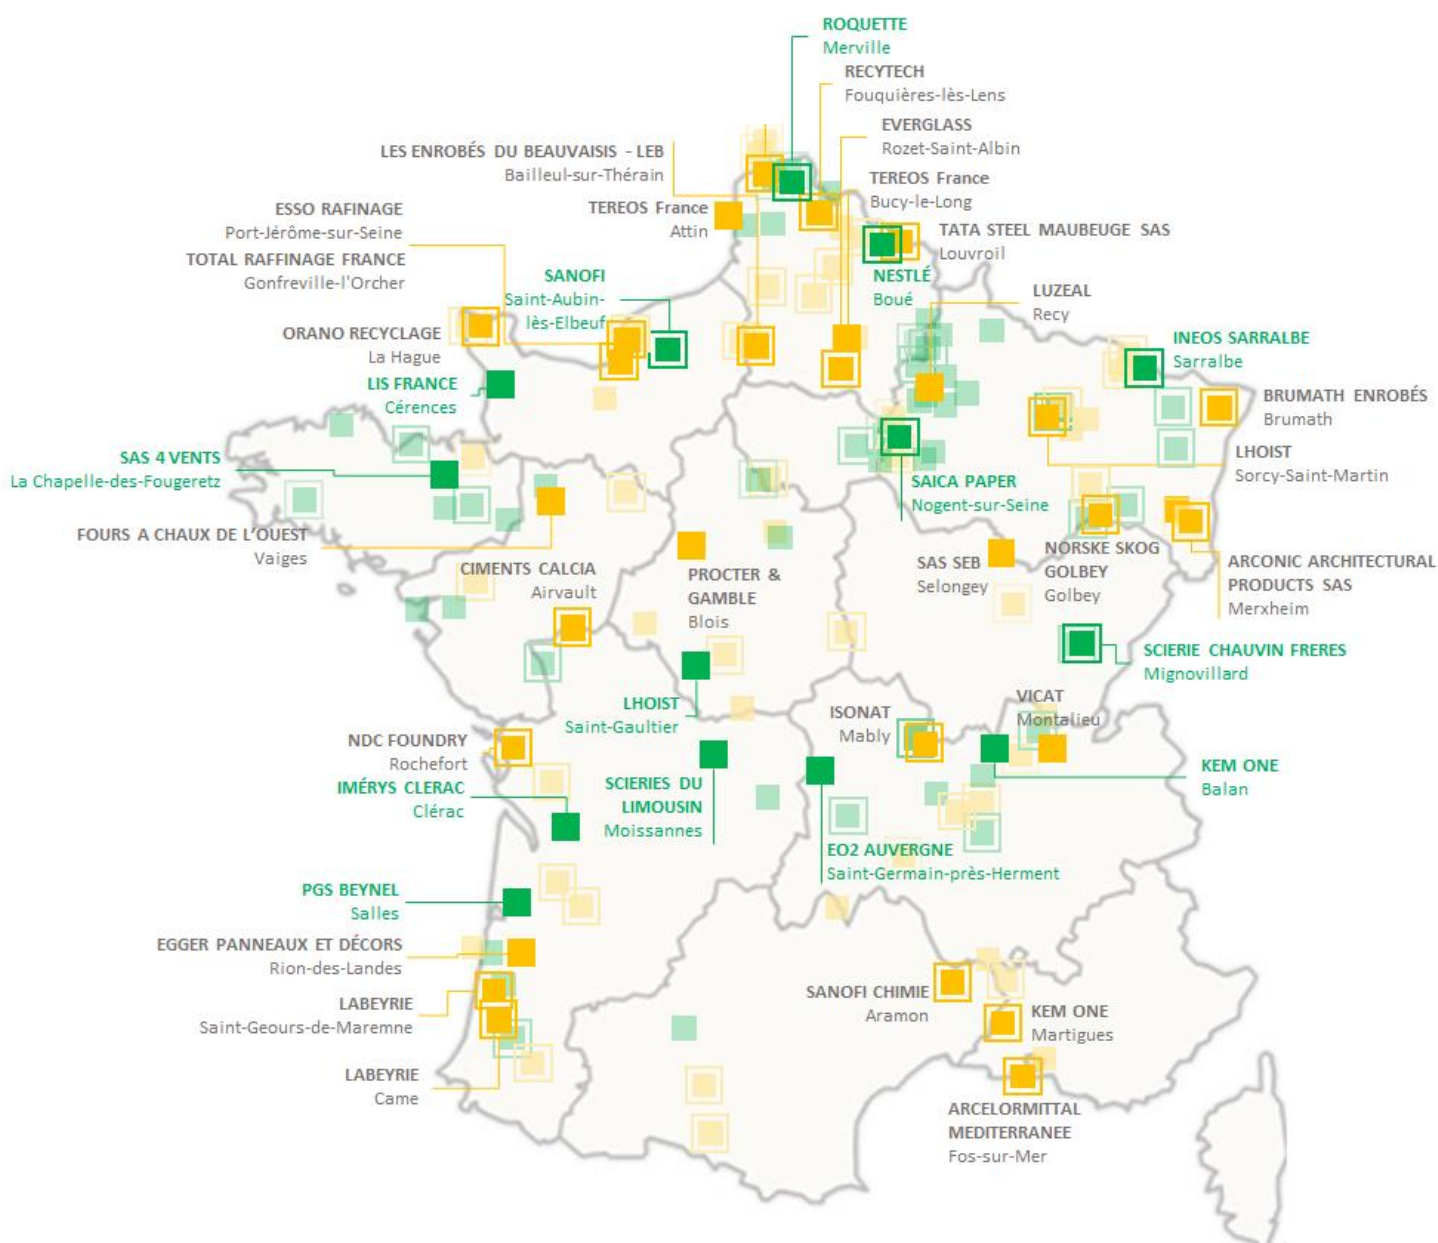 ROQUETTE
Merville
RECYTECH
Fouquières-lès-Lens
EVERGLASS
Rozet-Saint-Albin
LES ENROBÉS DU BEAUVAISIS - LEB
Bailleul-sur-Thérain
TEREOS France
Bucy-le-Long
ESSO RAFINAGE
Port-Jérôme-sur-Seine
TEREOS France
Attin
TATA STEEL MAUBEUGE SAS
Louvroil
TOTAL RAFFINAGE FRANCE
Gonfreville-l'Orcher
SANOFI
Saint-Aubin-
lès-Elbeuf
NESTLÉ
Boué
LUZEAL
Recy
ORANO RECYCLAGE
La Hague
INEOS SARRALBE
Sarralbe
LIS FRANCE
Cérences
BRUMATH ENROBÉS
Brumath
SAS 4 VENTS
La Chapelle-des-Fougeretz
LHOIST
Sorcy-Saint-Martin
SAICA PAPER
Nogent-sur-Seine
FOURS A CHAUX DE L'OUEST
Vaiges
CIMENTS CALCIA
Airvault
PROCTER &
GAMBLE
Blois
SAS SEB
Selongey
NORSKE SKOG
GOLBEY
Golbey
ARCONIC ARCHITECTURAL
PRODUCTS SAS
Merxheim
SCIERIE CHAUVIN FRERES
Mignovillard
LHOIST
Saint-Gaultier
ISONAT
Mably
VICAT
Montalieu
NDC FOUNDRY
Rochefort
KEM ONE
Balan
IMÉRYS CLERAC
Clérac
SCIERIES DU
LIMOUSIN
Moissannes
EO2 AUVERGNE
Saint-Germain-près-Herment
PGS BEYNEL
Salles
EGGER PANNEAUX ET DÉCORS
Rion-des-Landes
LABEYRIE
Saint-Geours-de-Maremne
SANOFI CHIMIE
Aramon
KEM ONE
Martigues
LABEYRIE
Came
ARCELORMITTAL
MEDITERRANEE
Fos-sur-Mer